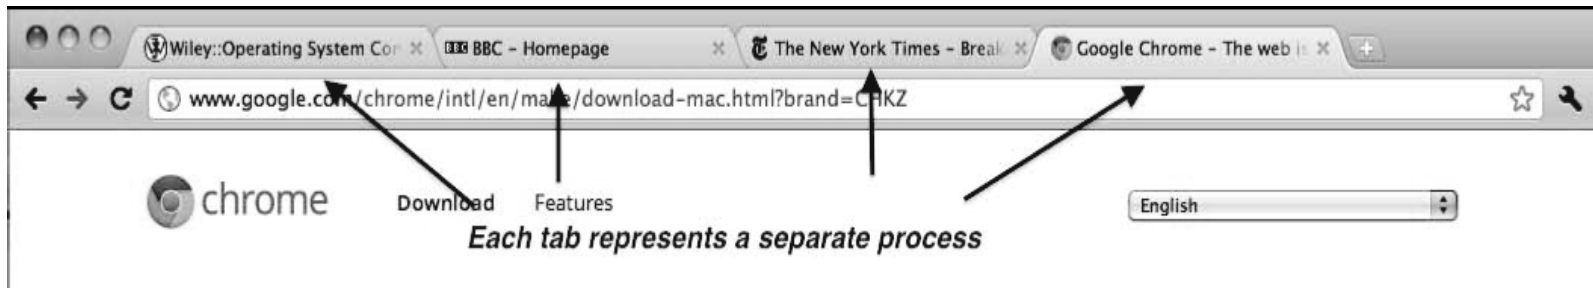 Wiley::Operating System Con BBC BBC - Homepage The New York Times - Break Google Chrome - The web is
www.google.com/chrome/intl/en/make/download-mac.html?brand=CHKZ
chrome Download Features English
Each tab represents a separate process